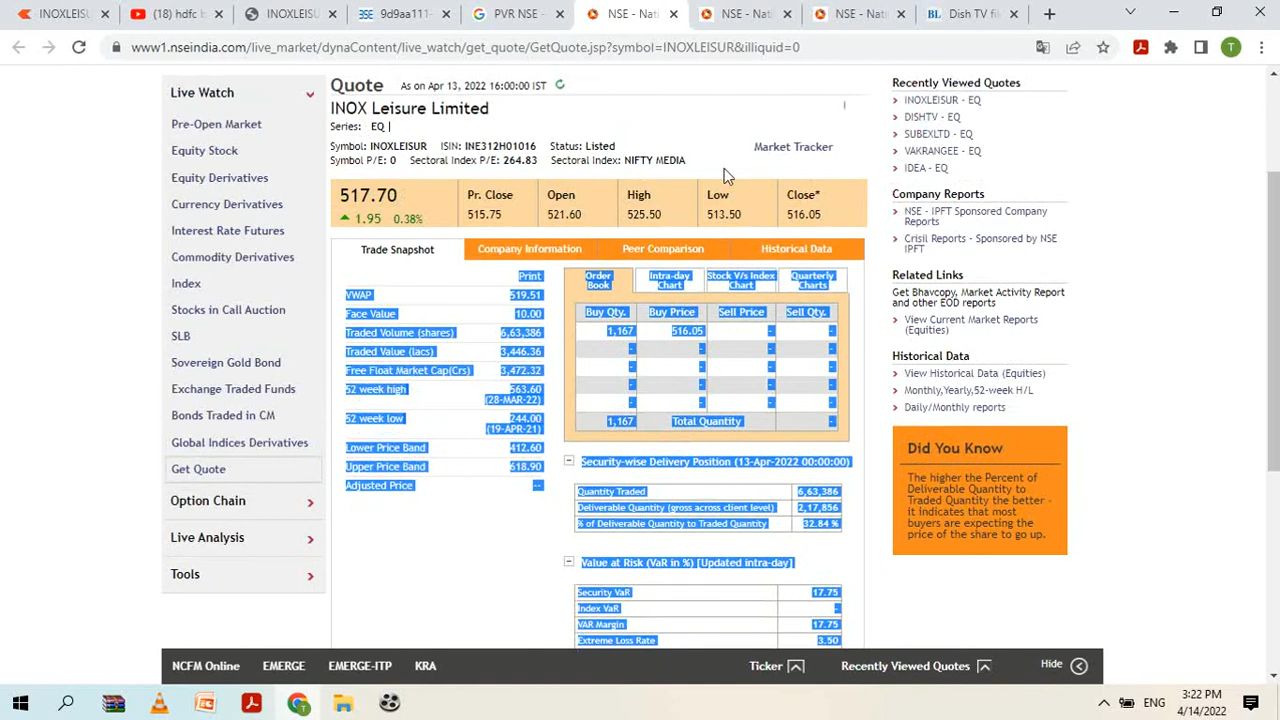 INOXLEIS
(18) hdfc b
INOXLEISU
9d9aa111-
PVR NSE -
NSE - Nati
NSE - Nati
NSE - Nati
Dish TV fil
www1.nseindia.com/live_market/dynaContent/live_watch/get_quote/GetQuote.jsp?symbol=INOXLEISUR&illiquid=0
T
Live Watch
Pre-Open Market
Equity Stock
Equity Derivatives
Currency Derivatives
Interest Rate Futures
Commodity Derivatives
Index
Stocks in Call Auction
SLB
Sovereign Gold Bond
Exchange Traded Funds
Bonds Traded in CM
Global Indices Derivatives
Get Quote
Option Chain
Live Analysis
Tools
Quote As on Apr 13, 2022 16:00:00 IST
INOX Leisure Limited
Series: EQ |
Symbol: INOXLEISUR ISIN: INE312H01016 Status: Listed
Market Tracker
Symbol P/E: 0 Sectoral Index P/E: 264.83 Sectoral Index: NIFTY MEDIA
517.70 Pr. Close Open High Low Close*
1.95 0.38% 515.75 521.60 525.50 513.50 516.05
Trade Snapshot Company Information Peer Comparison Historical Data
Print
VWAP 519.51
Face Value 10.00
Traded Volume (shares) 6,63,386
Traded Value (lacs) 3,446.36
Free Float Market Cap(Crs) 3,472.32
52 week high 563.60
(28-MAR-22)
52 week low 244.00
(19-APR-21)
Lower Price Band 412.60
Upper Price Band 618.90
Adjusted Price --
Order Book
Intra-day Chart
Stock V/s Index Chart
Quarterly Charts
Buy Qty. Buy Price Sell Price Sell Qty.
1,167 516.05 - -
- - - -
- - - -
- - - -
- - - -
1,167 Total Quantity -
Security-wise Delivery Position (13-Apr-2022 00:00:00)
Quantity Traded 6,63,386
Deliverable Quantity (gross across client level) 2,17,856
% of Deliverable Quantity to Traded Quantity 32.84 %
Value at Risk (VaR in %) [Updated intra-day]
Security VaR 17.75
Index VaR -
VAR Margin 17.75
Extreme Loss Rate 3.50
Recently Viewed Quotes
INOXLEISUR - EQ
DISHTV - EQ
SUBEXLTD - EQ
VAKRANGEE - EQ
IDEA - EQ
Company Reports
NSE - IPFT Sponsored Company
Reports
Crisil Reports - Sponsored by NSE
IPFT
Related Links
Get Bhavcopy, Market Activity Report
and other EOD reports
View Current Market Reports
(Equities)
Historical Data
View Historical Data (Equities)
Monthly,Yearly,52-week H/L
Daily/Monthly reports
Did You Know
The higher the Percent of
Deliverable Quantity to
Traded Quantity the better -
it indicates that most
buyers are expecting the
price of the share to go up.
NCFM Online EMERGE EMERGE-ITP KRA Ticker Recently Viewed Quotes Hide
ENG
3:22 PM
4/14/2022